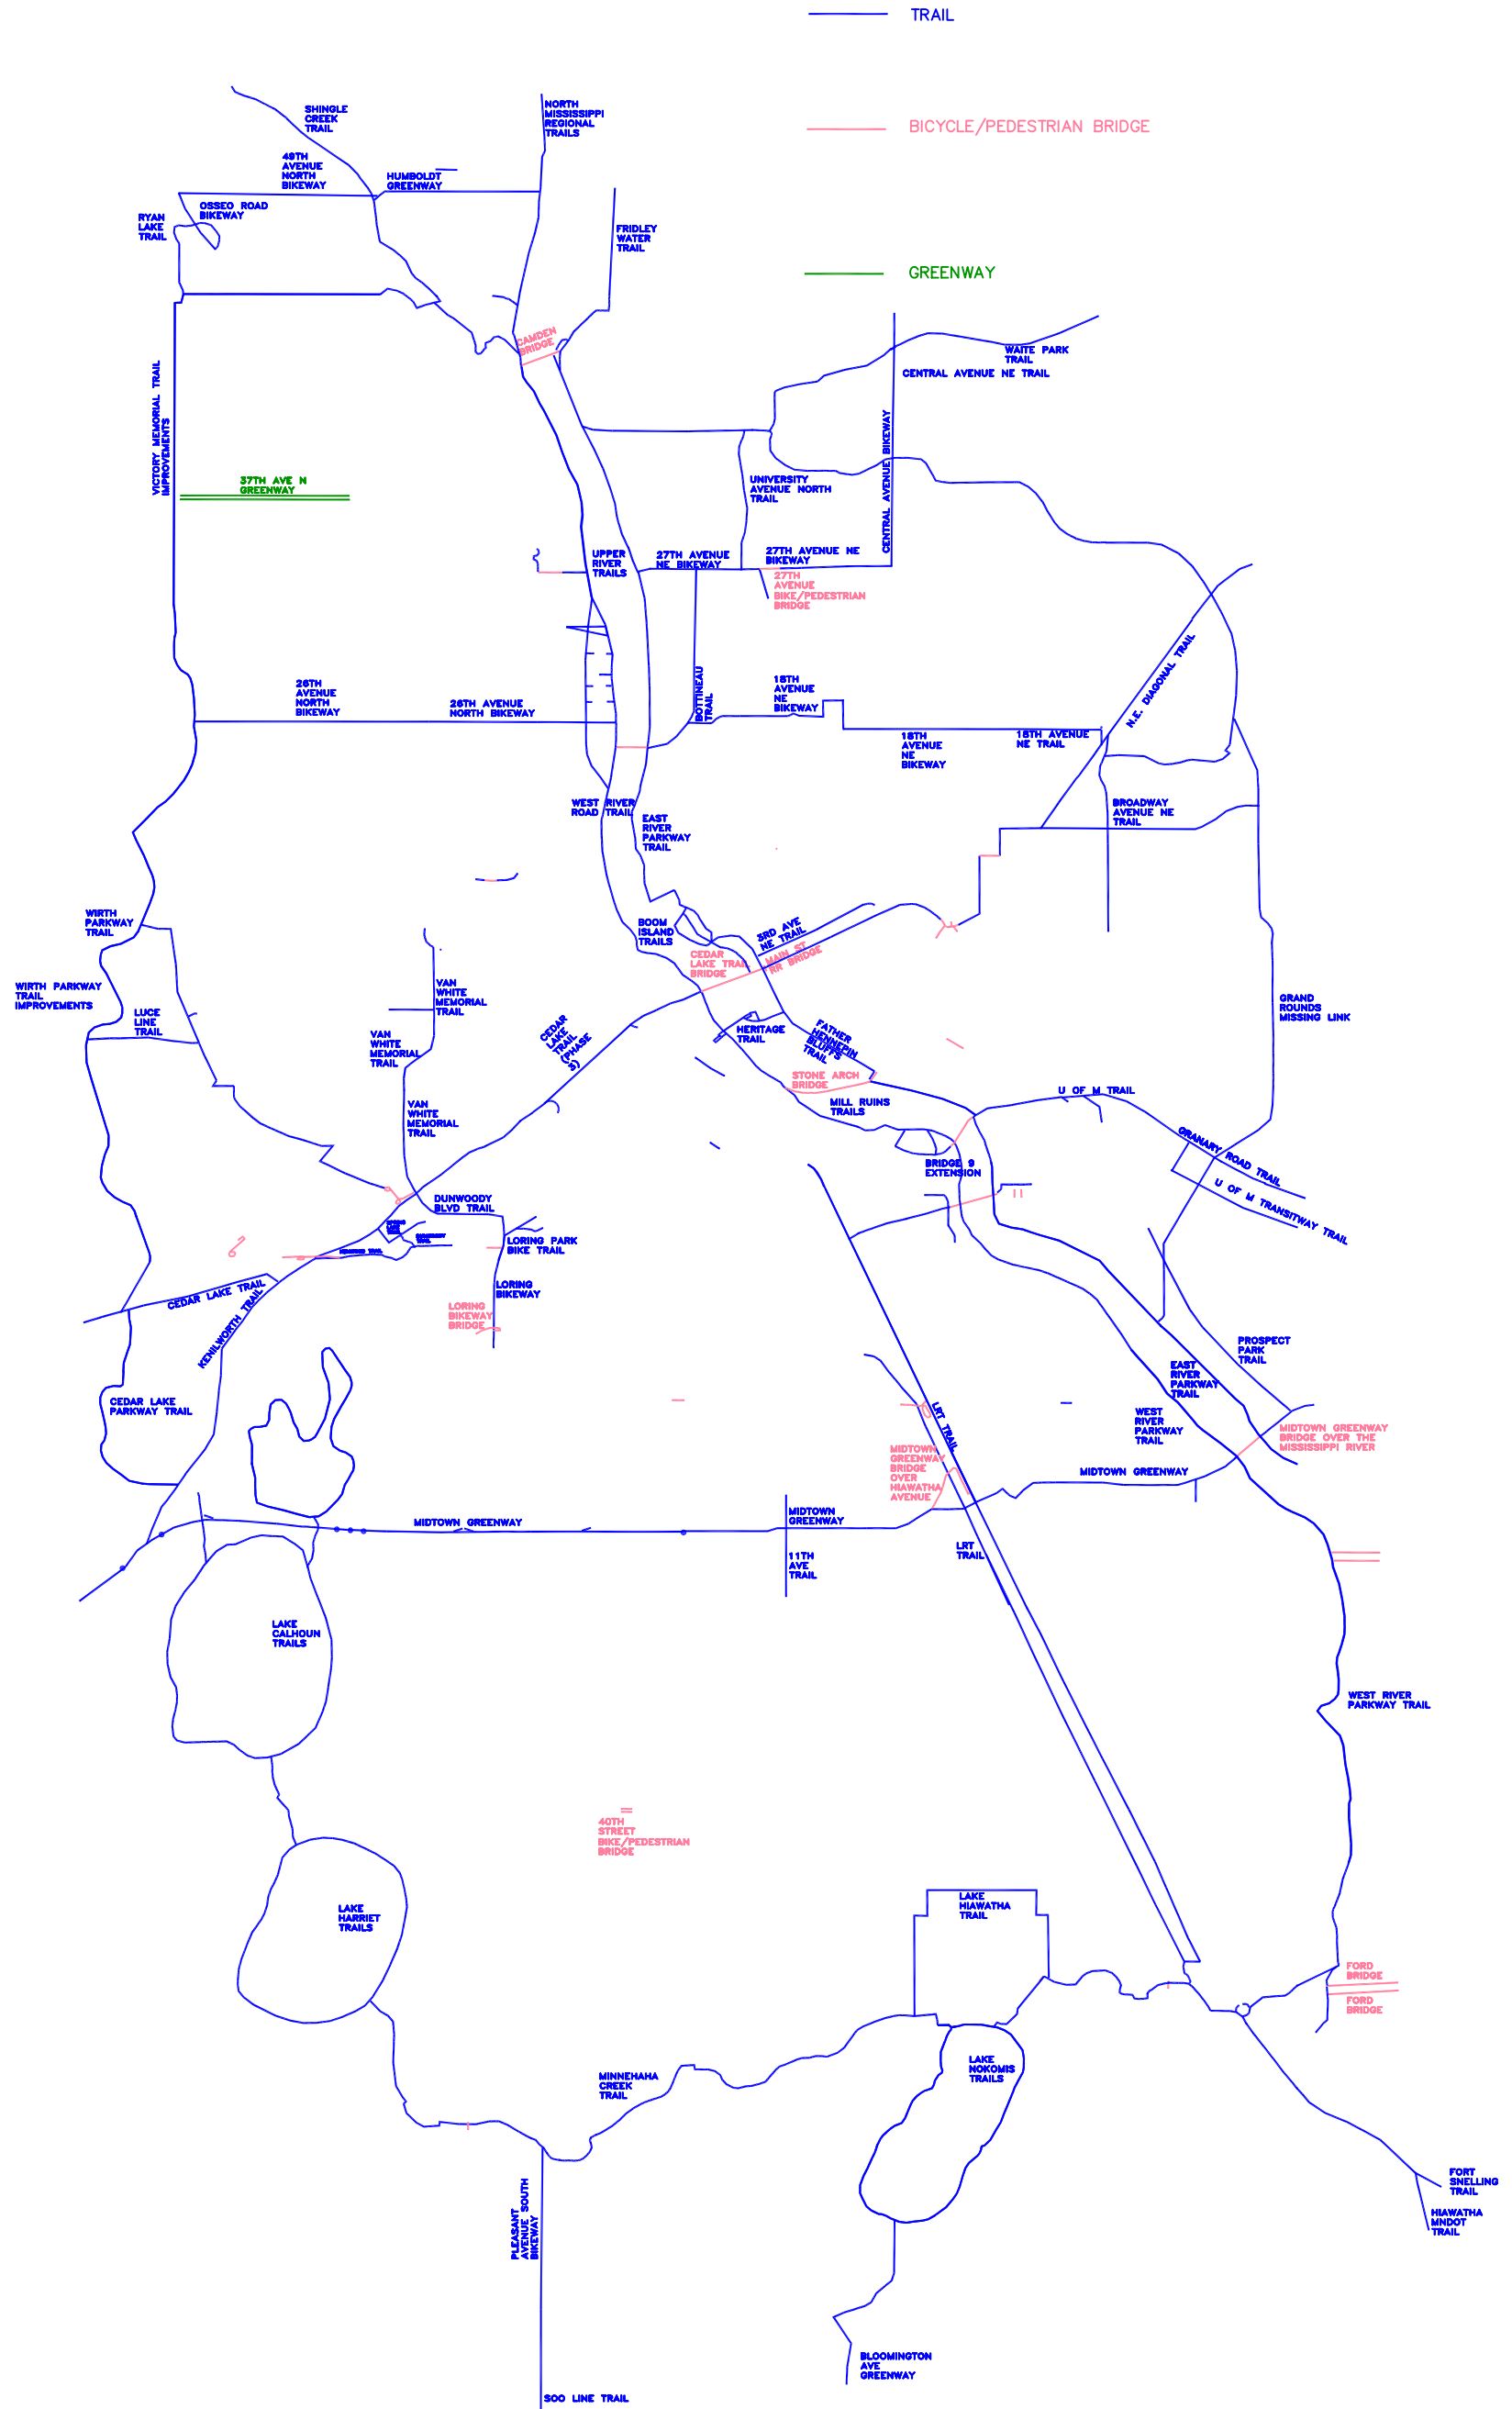 TRAIL
BICYCLE/PEDESTRIAN BRIDGE
GREENWAY
SHINGLE
CREEK
TRAIL
NORTH
MISSISSIPPI
REGIONAL
TRAILS
49TH
AVENUE
NORTH
BIKEWAY
HUMBOLDT
GREENWAY
OSSEO ROAD
BIKEWAY
RYAN
LAKE
TRAIL
FRIDLEY
WATER
TRAIL
CAMDEN
BRIDGE
WAITE PARK
TRAIL
CENTRAL AVENUE NE TRAIL
VICTORY MEMORIAL TRAIL
IMPROVEMENTS
CENTRAL AVENUE BIKEWAY
37TH AVE N
GREENWAY
UNIVERSITY
AVENUE NORTH
TRAIL
UPPER
RIVER
TRAILS
27TH AVENUE
NE BIKEWAY
27TH AVENUE NE
BIKEWAY
27TH
AVENUE
BIKE/PEDESTRIAN
BRIDGE
N.E. DIAGONAL TRAIL
26TH
AVENUE
NORTH
BIKEWAY
26TH AVENUE
NORTH BIKEWAY
BOTTINEAU
TRAIL
18TH
AVENUE
NE
BIKEWAY
18TH
AVENUE
NE
BIKEWAY
18TH AVENUE
NE TRAIL
WEST RIVER
ROAD TRAIL
EAST
RIVER
PARKWAY
TRAIL
BROADWAY
AVENUE NE
TRAIL
WIRTH
PARKWAY
TRAIL
BOOM
ISLAND
TRAILS
3RD AVE
NE TRAIL
CEDAR
LAKE TRAIL
BRIDGE
MAIN ST
RR BRIDGE
WIRTH PARKWAY
TRAIL
IMPROVEMENTS
VAN
WHITE
MEMORIAL
TRAIL
LUCE
LINE
TRAIL
VAN
WHITE
MEMORIAL
TRAIL
CEDAR
LAKE
TRAIL
(PHASE
3)
HERITAGE
TRAIL
FATHER
HENNEPIN
BLUFFS
TRAIL
GRAND
ROUNDS
MISSING LINK
STONE ARCH
BRIDGE
MILL RUINS
TRAILS
U OF M TRAIL
VAN
WHITE
MEMORIAL
TRAIL
GRANARY ROAD TRAIL
BRIDGE 9
EXTENSION
U OF M TRANSITWAY TRAIL
DUNWOODY
BLVD TRAIL
LORING PARK
BIKE TRAIL
LORING
BIKEWAY
LORING
BIKEWAY
BRIDGE
CEDAR LAKE TRAIL
KENILWORTH TRAIL
PROSPECT
PARK
TRAIL
EAST
RIVER
PARKWAY
TRAIL
CEDAR LAKE
PARKWAY TRAIL
WEST
RIVER
PARKWAY
TRAIL
LRT TRAIL
MIDTOWN GREENWAY
BRIDGE OVER THE
MISSISSIPPI RIVER
MIDTOWN
GREENWAY
BRIDGE
OVER
HIAWATHA
AVENUE
MIDTOWN GREENWAY
MIDTOWN GREENWAY
MIDTOWN
GREENWAY
11TH
AVE
TRAIL
LRT
TRAIL
LAKE
CALHOUN
TRAILS
WEST RIVER
PARKWAY TRAIL
40TH
STREET
BIKE/PEDESTRIAN
BRIDGE
LAKE
HARRIET
TRAILS
LAKE
HIAWATHA
TRAIL
FORD
BRIDGE
FORD
BRIDGE
LAKE
NOKOMIS
TRAILS
MINNEHAHA
CREEK
TRAIL
FORT
SNELLING
TRAIL
PLEASANT
AVENUE SOUTH
BIKEWAY
HIAWATHA
MNDOT
TRAIL
BLOOMINGTON
AVE
GREENWAY
SOO LINE TRAIL